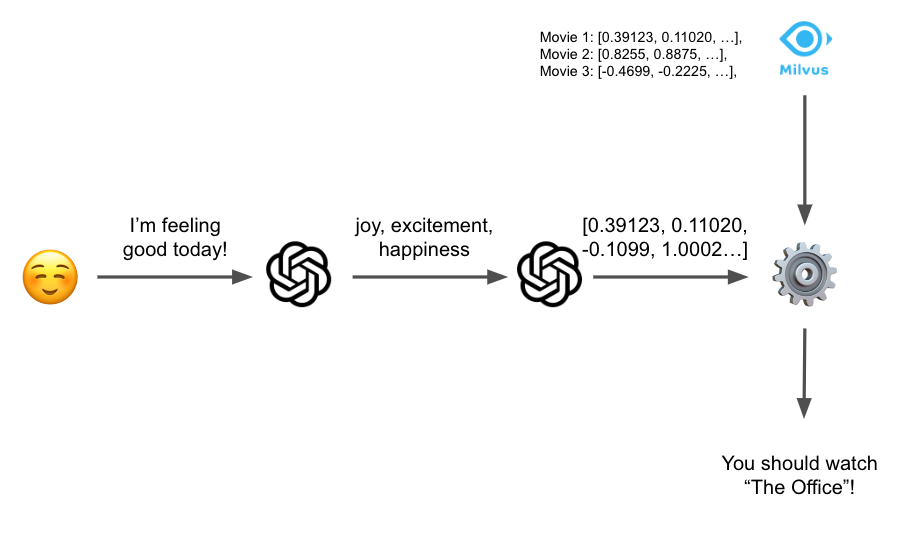 Movie 1: [0.39123, 0.11020, …],
Movie 2: [0.8255, 0.8875, …],
Movie 3: [-0.4699, -0.2225, …],
Milvus
I’m feeling
good today!
joy, excitement,
happiness
[0.39123, 0.11020,
-0.1099, 1.0002…]
You should watch
“The Office”!